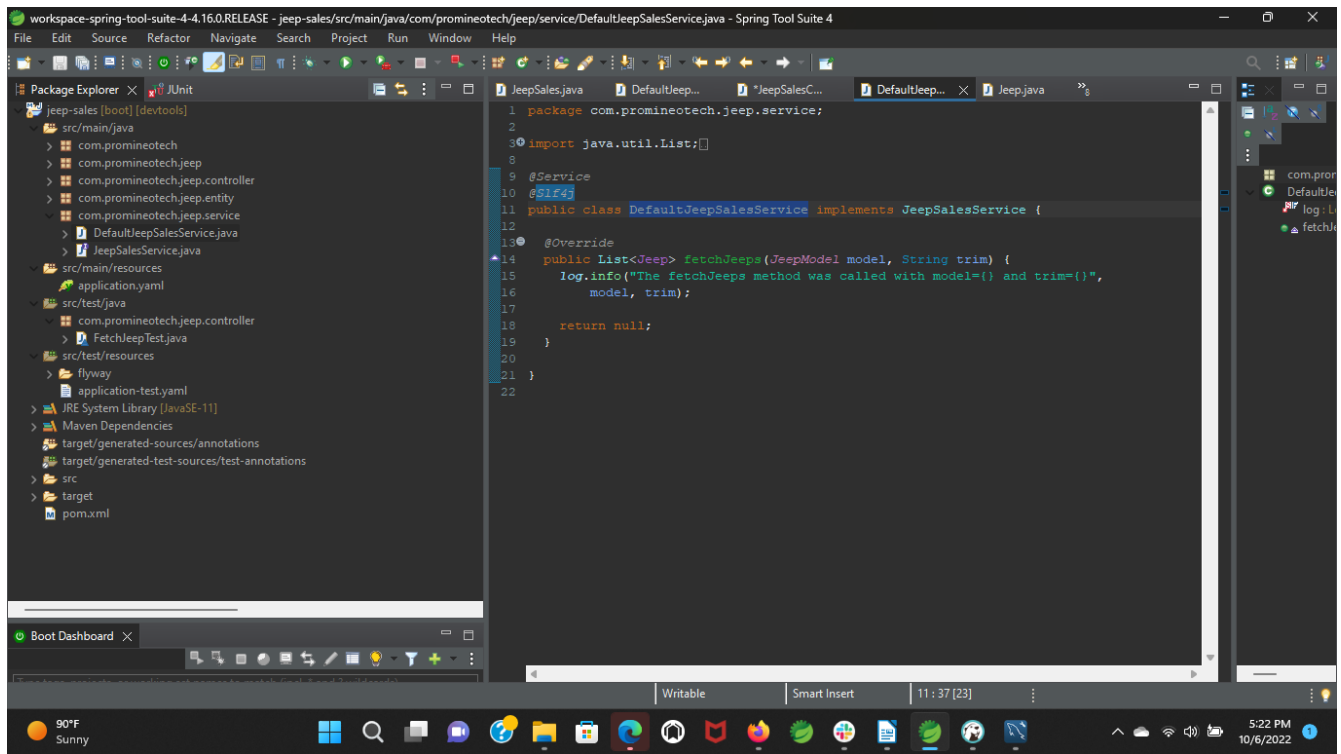 workspace-spring-tool-suite-4-4.16.0.RELEASE - jeep-sales/src/main/java/com/promineotech/jeep/service/DefaultJeepSalesService.java - Spring Tool Suite 4
File Edit Source Refactor Navigate Search Project Run Window Help
Package Explorer JUnit
jeep-sales [boot] [devtools]
src/main/java
com.promineotech
com.promineotech.jeep
com.promineotech.jeep.controller
com.promineotech.jeep.entity
com.promineotech.jeep.service
DefaultJeepSalesService.java
JeepSalesService.java
src/main/resources
application.yaml
src/test/java
com.promineotech.jeep.controller
FetchJeepTest.java
src/test/resources
flyway
application-test.yaml
JRE System Library [JavaSE-11]
Maven Dependencies
target/generated-sources/annotations
target/generated-test-sources/test-annotations
src
target
pom.xml
Boot Dashboard
JeepSales.java DefaultJeep... *JeepSalesC... DefaultJeep... Jeep.java
1 package com.promineotech.jeep.service;
2
3 import java.util.List;
8
9 @Service
10 @Slf4j
11 public class DefaultJeepSalesService implements JeepSalesService {
12
13 @Override
14 public List<Jeep> fetchJeeps(JeepModel model, String trim) {
15 log.info("The fetchJeeps method was called with model={} and trim={}",
16 model, trim);
17
18 return null;
19 }
20
21 }
22
com.pror
DefaultJe
log : L
fetchJe
Writable Smart Insert 11 : 37 [23]
90°F
Sunny
5:22 PM
10/6/2022
1